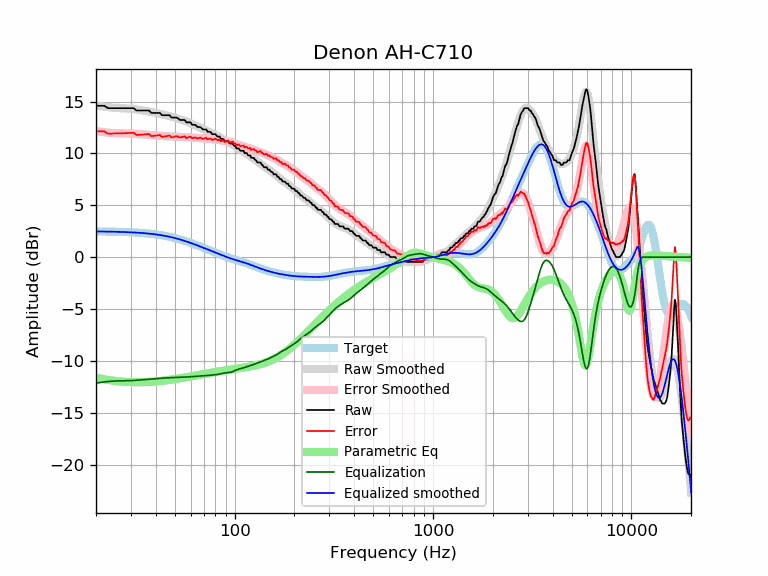 Denon AH-C710
Amplitude (dBr)
15
10
5
0
−5
−10
−15
−20
Target
Raw Smoothed
Error Smoothed
Raw
Error
Parametric Eq
Equalization
Equalized smoothed
100
1000
10000
Frequency (Hz)